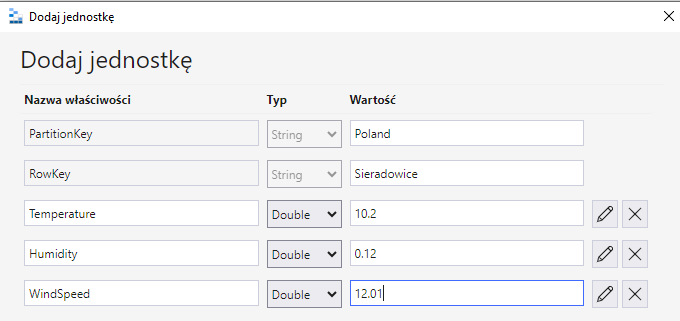 Dodaj jednostkę
Dodaj jednostkę
Nazwa właściwości Typ Wartość
PartitionKey String Poland
RowKey String Sieradowice
Temperature Double 10.2
Humidity Double 0.12
WindSpeed Double 12.01